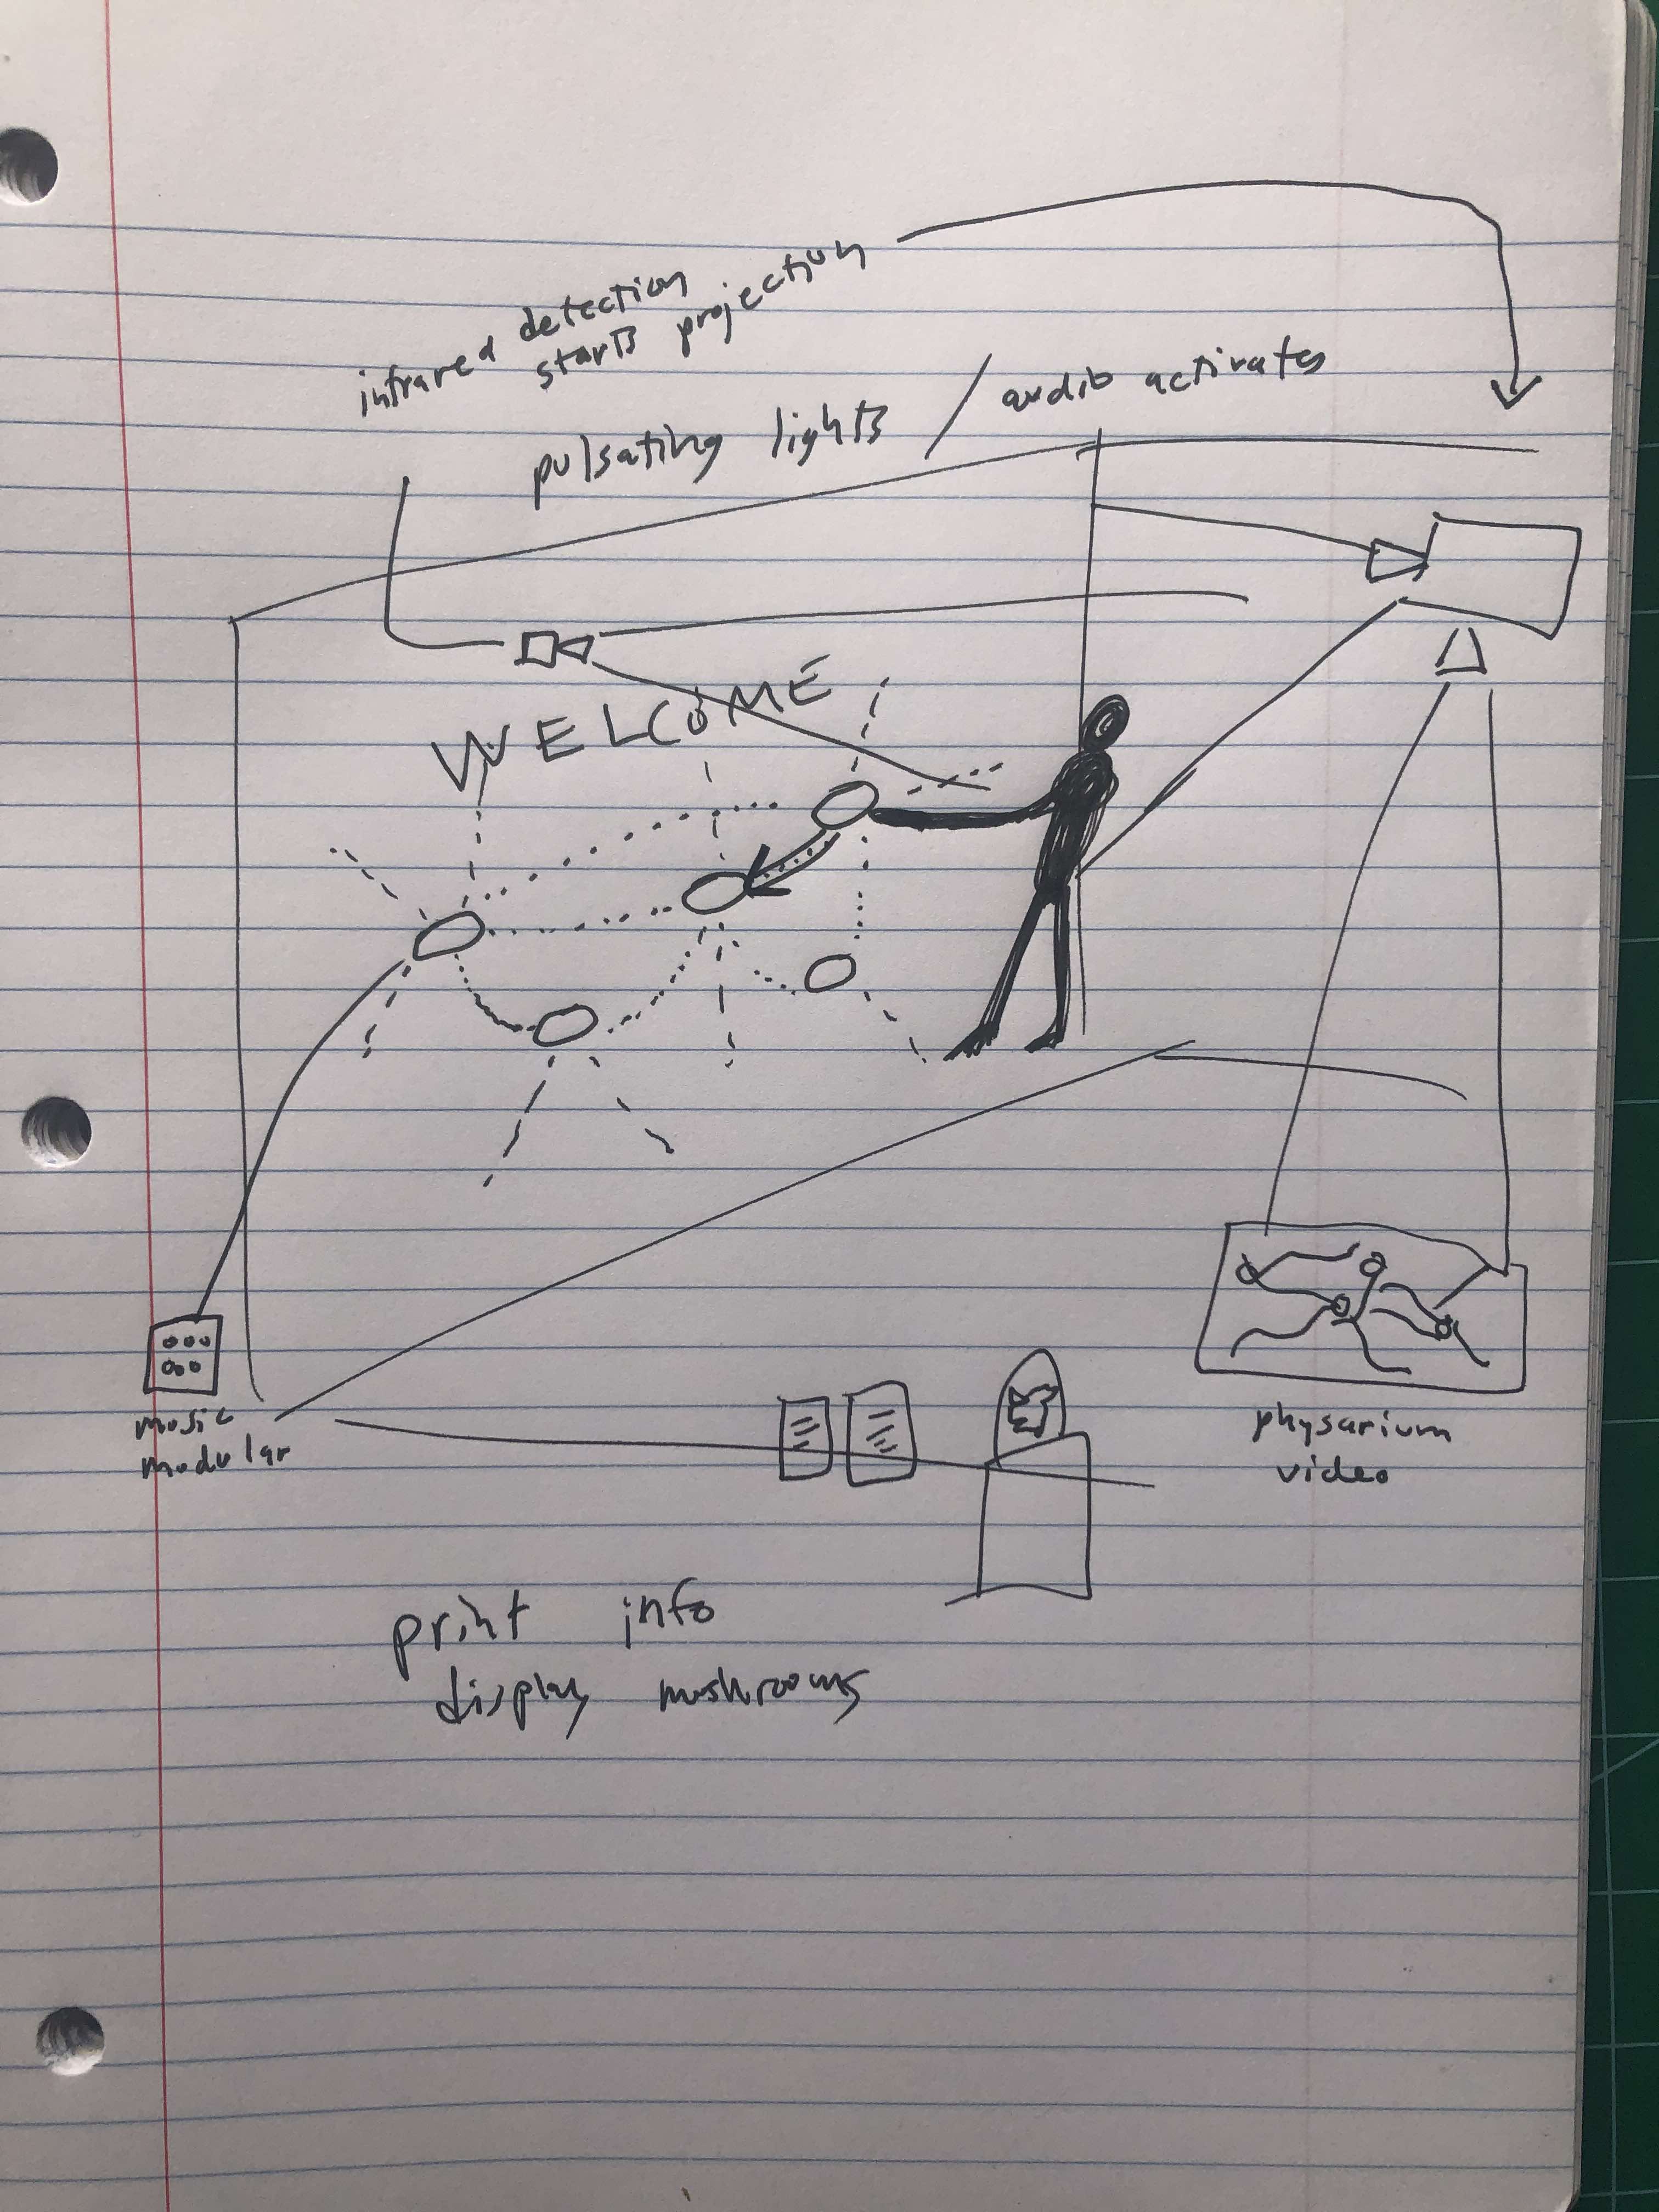 infrared detection
starts projection
pulsating lights / audio activates
WELCOME
music
modular
physarium
video
print info
display mushrooms